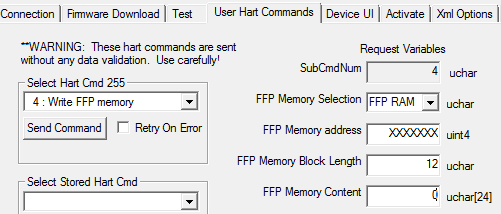 Connection Firmware Download Test User Hart Commands Device UI Activate Xml Options
**WARNING: These hart commands are sent
without any data validation. Use carefully!
Request Variables
SubCmdNum 4 uchar
Select Hart Cmd 255
4 : Write FFP memory
FFP Memory Selection FFP RAM uchar
Send Command Retry On Error
FFP Memory address XXXXXXX uint4
FFP Memory Block Length 12 uchar
Select Stored Hart Cmd
FFP Memory Content 0 uchar[24]